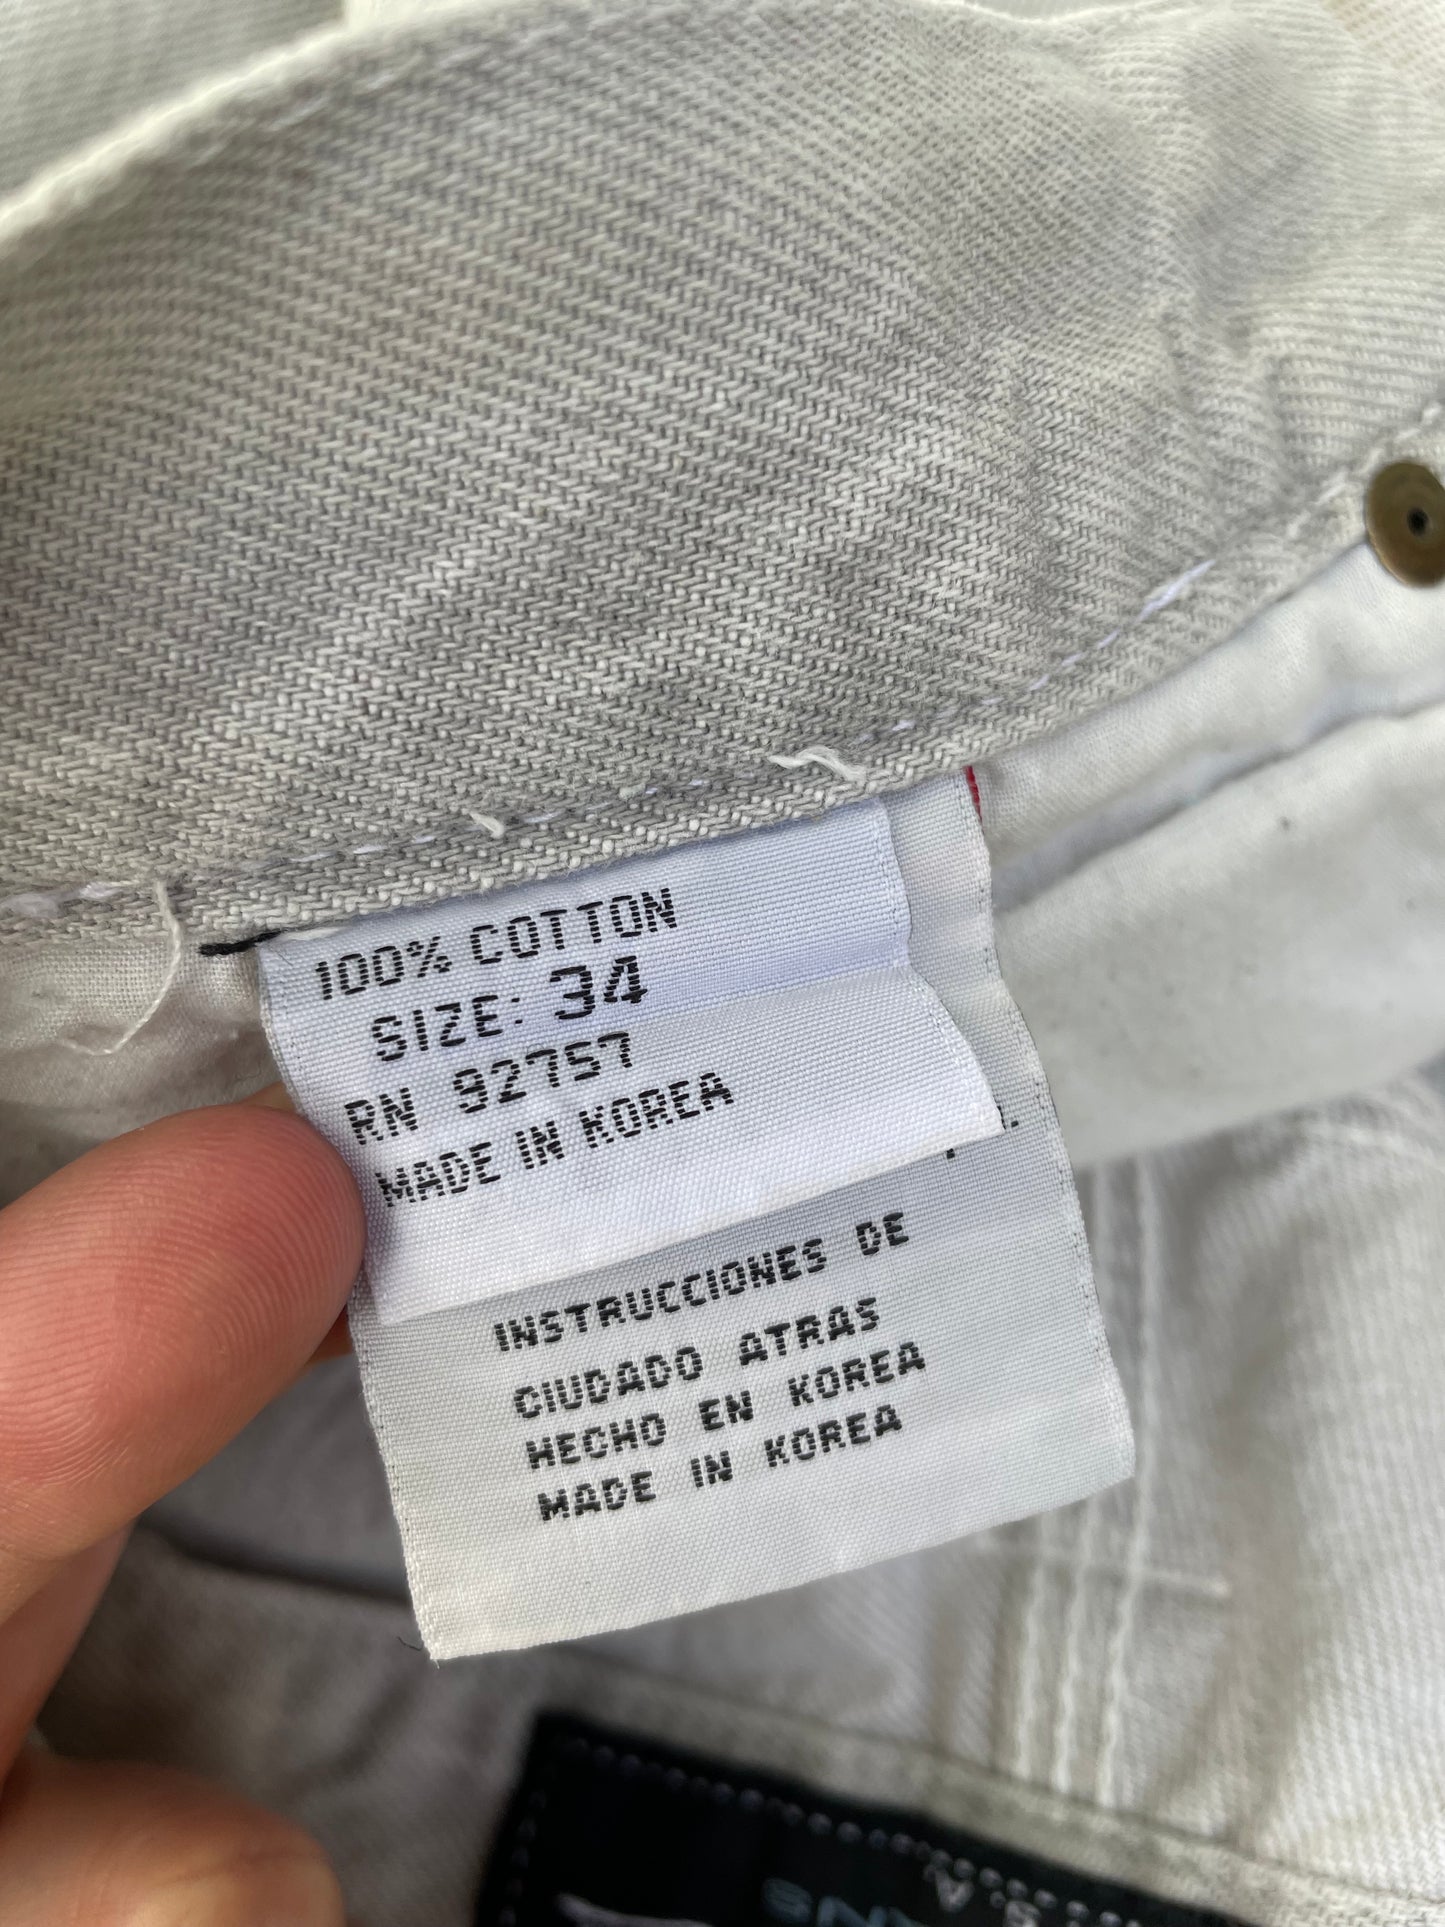 100% COTTON
SIZE: 34
RN 92757
MADE IN KOREA
INSTRUCCIONES DE
CIUDADO ATRAS
HECHO EN KOREA
MADE IN KOREA